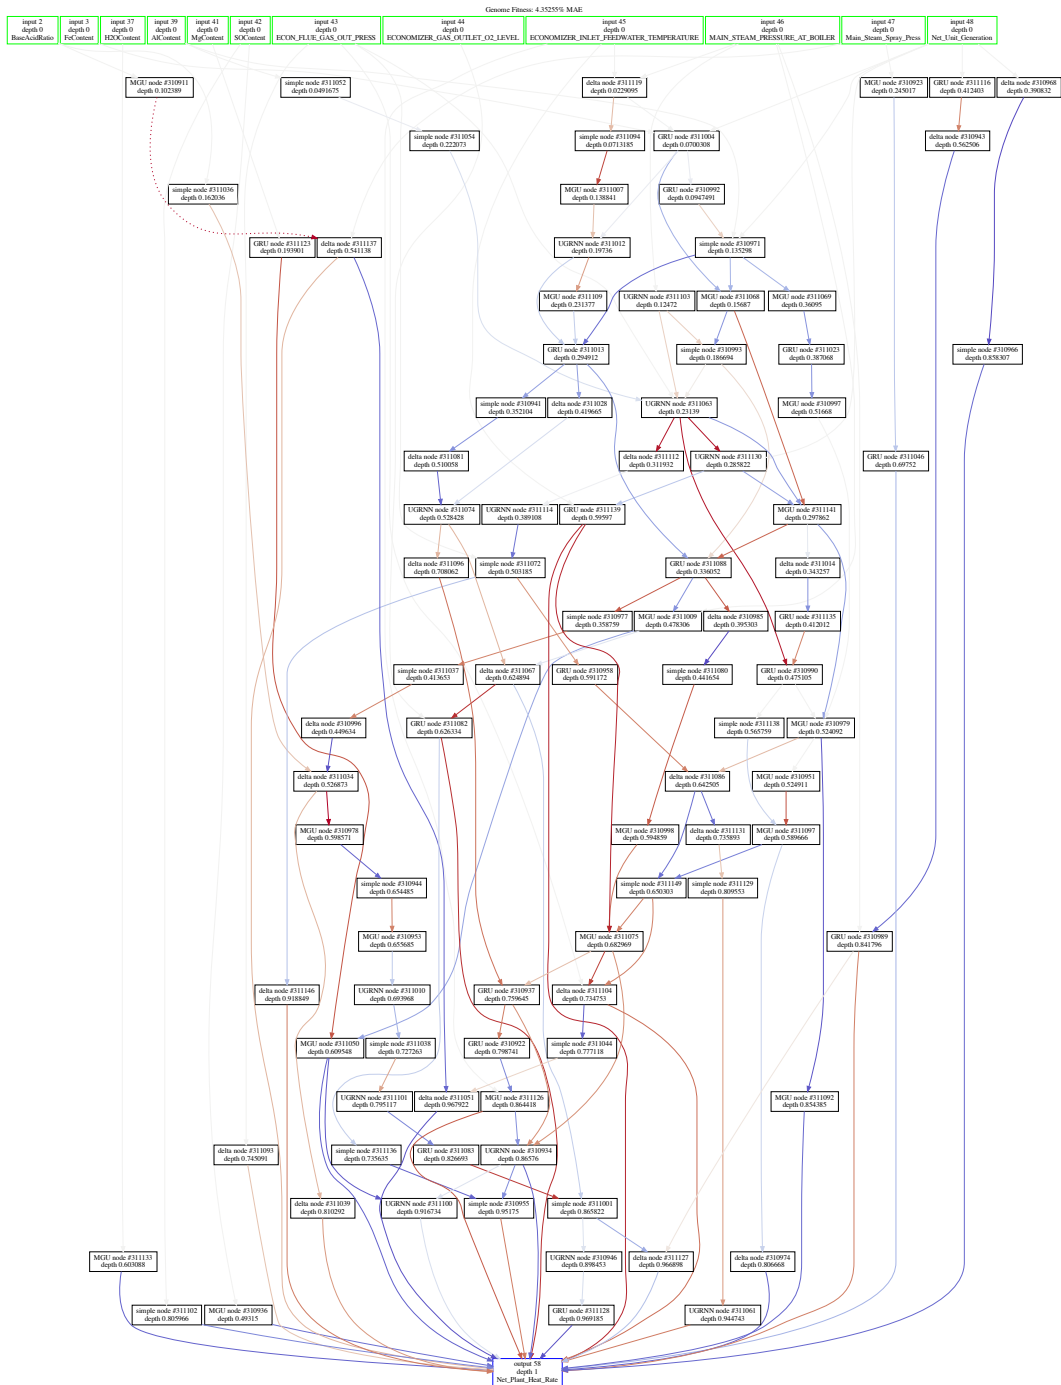 Genome Fitness: 4.35255% MAE
input 2
depth 0
BaseAcidRatio
input 3
depth 0
FeContent
input 37
depth 0
H2OContent
input 39
depth 0
AlContent
input 41
depth 0
MgContent
input 42
depth 0
SOContent
input 43
depth 0
ECON_FLUE_GAS_OUT_PRESS
input 44
depth 0
ECONOMIZER_GAS_OUTLET_O2_LEVEL
input 45
depth 0
ECONOMIZER_INLET_FEEDWATER_TEMPERATURE
input 46
depth 0
MAIN_STEAM_PRESSURE_AT_BOILER
input 47
depth 0
Main_Steam_Spray_Press
input 48
depth 0
Net_Unit_Generation
MGU node #310911
depth 0.102389
simple node #311052
depth 0.0491675
delta node #311119
depth 0.0229095
MGU node #310923
depth 0.245017
GRU node #311116
depth 0.412403
delta node #310968
depth 0.390832
simple node #311054
depth 0.222073
simple node #311094
depth 0.0713185
GRU node #311004
depth 0.0700308
delta node #310943
depth 0.562506
simple node #311036
depth 0.162036
MGU node #311007
depth 0.138841
GRU node #310992
depth 0.0947491
GRU node #311123
depth 0.193901
delta node #311137
depth 0.541138
UGRNN node #311012
depth 0.19736
simple node #310971
depth 0.135298
MGU node #311109
depth 0.231377
UGRNN node #311103
depth 0.12472
MGU node #311068
depth 0.15687
MGU node #311069
depth 0.36095
GRU node #311013
depth 0.294912
simple node #310993
depth 0.186694
GRU node #311023
depth 0.387068
simple node #310966
depth 0.858307
simple node #310941
depth 0.352104
delta node #311028
depth 0.419665
UGRNN node #311063
depth 0.23139
MGU node #310997
depth 0.51668
delta node #311081
depth 0.510058
delta node #311112
depth 0.311932
UGRNN node #311130
depth 0.285822
GRU node #311046
depth 0.69752
UGRNN node #311074
depth 0.528428
UGRNN node #311114
depth 0.389108
GRU node #311139
depth 0.59597
MGU node #311141
depth 0.297862
delta node #311096
depth 0.708062
simple node #311072
depth 0.503185
GRU node #311088
depth 0.336052
delta node #311014
depth 0.343257
simple node #310977
depth 0.358759
MGU node #311009
depth 0.478306
delta node #310985
depth 0.395303
GRU node #311135
depth 0.412012
simple node #311037
depth 0.413653
delta node #311067
depth 0.624894
GRU node #310958
depth 0.591172
simple node #311080
depth 0.441654
GRU node #310990
depth 0.475105
delta node #310996
depth 0.449634
GRU node #311082
depth 0.626334
simple node #311138
depth 0.565759
MGU node #310979
depth 0.524092
delta node #311034
depth 0.526873
delta node #311086
depth 0.642505
MGU node #310951
depth 0.524911
MGU node #310978
depth 0.598571
MGU node #310998
depth 0.594859
delta node #311131
depth 0.735893
MGU node #311097
depth 0.589666
simple node #310944
depth 0.654485
simple node #311149
depth 0.650303
simple node #311129
depth 0.809553
MGU node #310953
depth 0.655685
MGU node #311075
depth 0.682969
GRU node #310989
depth 0.841796
delta node #311146
depth 0.918849
UGRNN node #311010
depth 0.693968
GRU node #310937
depth 0.759645
delta node #311104
depth 0.734753
MGU node #311050
depth 0.609548
simple node #311038
depth 0.727263
GRU node #310922
depth 0.798741
simple node #311044
depth 0.777118
UGRNN node #311101
depth 0.795117
delta node #311051
depth 0.967922
MGU node #311126
depth 0.864418
MGU node #311092
depth 0.854385
delta node #311093
depth 0.745091
simple node #311136
depth 0.735635
GRU node #311083
depth 0.826693
UGRNN node #310934
depth 0.86576
delta node #311039
depth 0.810292
UGRNN node #311100
depth 0.916734
simple node #310955
depth 0.95175
simple node #311001
depth 0.865822
MGU node #311133
depth 0.603088
UGRNN node #310946
depth 0.898453
delta node #311127
depth 0.966898
delta node #310974
depth 0.806668
simple node #311102
depth 0.805966
MGU node #310936
depth 0.49315
GRU node #311128
depth 0.969185
UGRNN node #311061
depth 0.944743
output 58
depth 1
Net_Plant_Heat_Rate